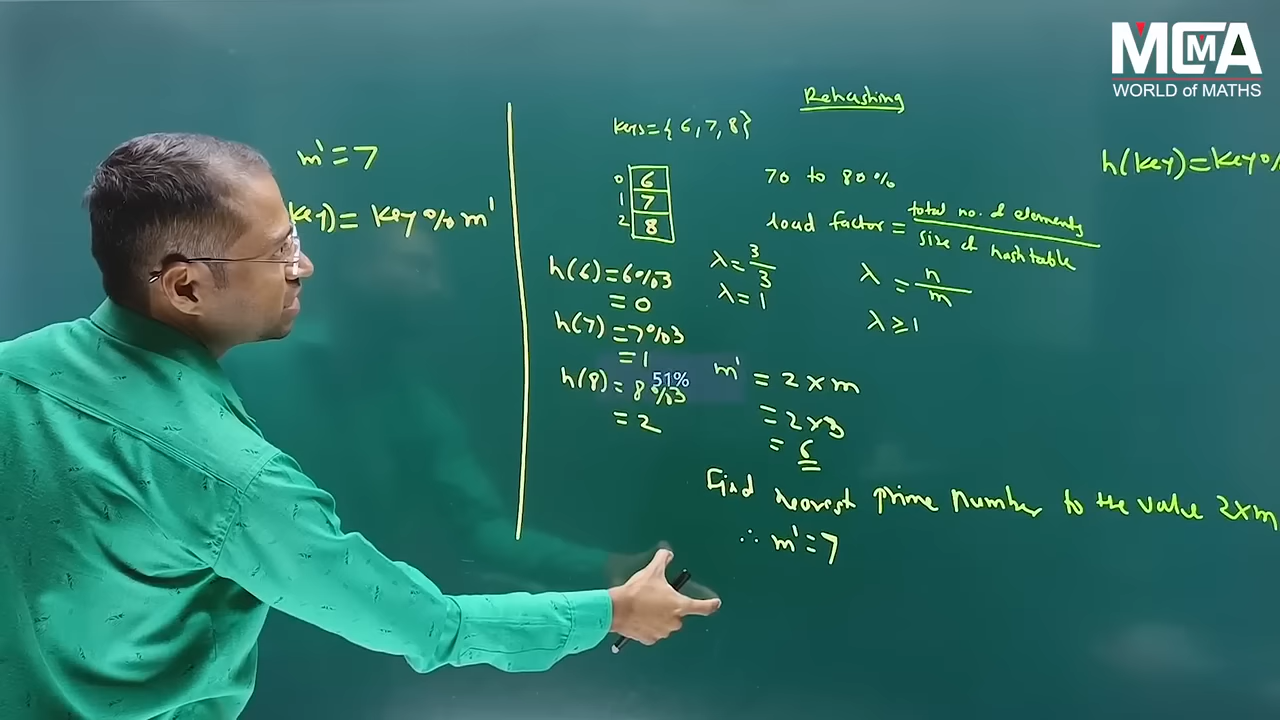 MCMA
WORLD of MATHS
Rehashing
m' = 7
key) = key % m'
keys = {6, 7, 8}
0 6
1 7
2 8
h(6) = 6%3
= 0
h(7) = 7%3
= 1
h(8) = 8%3
= 2
51%
70 to 80%
load factor = total no. of elements
size of hash table
λ = 3
3
λ = 1
λ = n
m
λ ≥ 1
m' = 2 × m
= 2 × 3
= 6
Find nearest prime number to the value 2×m
∴ m' = 7
h(key) = key %